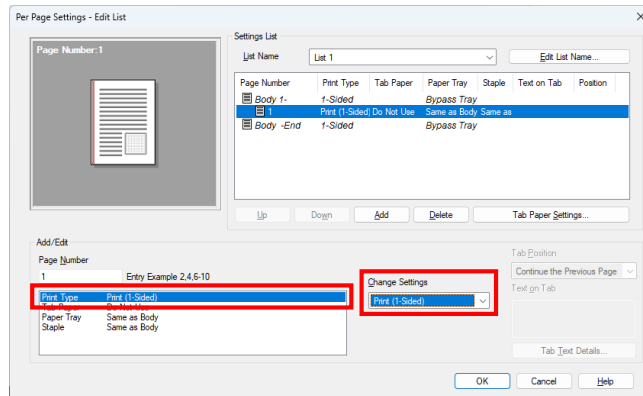 Per Page Settings - Edit List
Page Number:1
Settings List
List Name
List 1
Edit List Name...
Page Number Print Type Tab Paper Paper Tray Staple Text on Tab Position
Body 1- 1-Sided Bypass Tray
1 Print (1-Sided) Do Not Use Same as Body Same as
Body -End 1-Sided Bypass Tray
Up Down Add Delete Tab Paper Settings...
Add/Edit
Page Number
1 Entry Example 2,4,6-10
Print Type Print (1-Sided)
Tab Paper Do Not Use
Paper Tray Same as Body
Staple Same as Body
Change Settings
Print (1-Sided)
Tab Position
Continue the Previous Page
Text on Tab
Tab Text Details...
OK Cancel Help